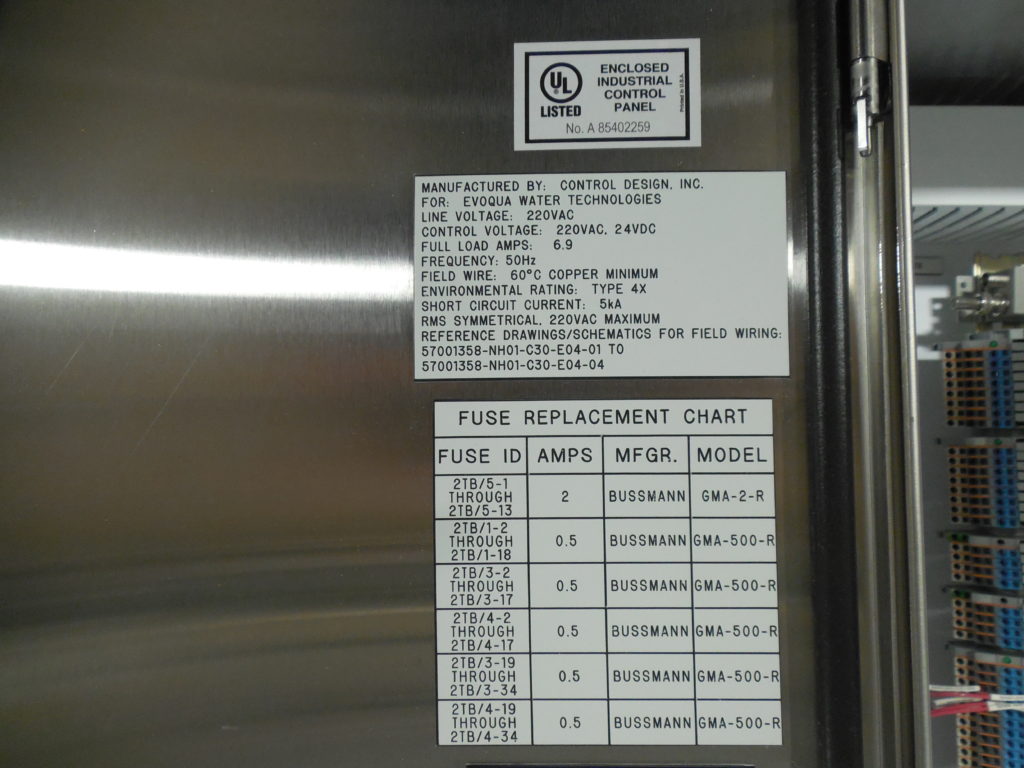 UL
LISTED
ENCLOSED
INDUSTRIAL
CONTROL
PANEL
Printed in U.S.A.
No. A 85402259
MANUFACTURED BY: CONTROL DESIGN, INC.
FOR: EVOQUA WATER TECHNOLOGIES
LINE VOLTAGE: 220VAC
CONTROL VOLTAGE: 220VAC, 24VDC
FULL LOAD AMPS: 6.9
FREQUENCY: 50Hz
FIELD WIRE: 60°C COPPER MINIMUM
ENVIRONMENTAL RATING: TYPE 4X
SHORT CIRCUIT CURRENT: 5kA
RMS SYMMETRICAL, 220VAC MAXIMUM
REFERENCE DRAWINGS/SCHEMATICS FOR FIELD WIRING:
57001358-NH01-C30-E04-01 TO
57001358-NH01-C30-E04-04
FUSE REPLACEMENT CHART
FUSE ID AMPS MFGR. MODEL
2TB/5-1
THROUGH 2 BUSSMANN GMA-2-R
2TB/5-13
2TB/1-2
THROUGH 0.5 BUSSMANN GMA-500-R
2TB/1-18
2TB/3-2
THROUGH 0.5 BUSSMANN GMA-500-R
2TB/3-17
2TB/4-2
THROUGH 0.5 BUSSMANN GMA-500-R
2TB/4-17
2TB/3-19
THROUGH 0.5 BUSSMANN GMA-500-R
2TB/3-34
2TB/4-19
THROUGH 0.5 BUSSMANN GMA-500-R
2TB/4-34